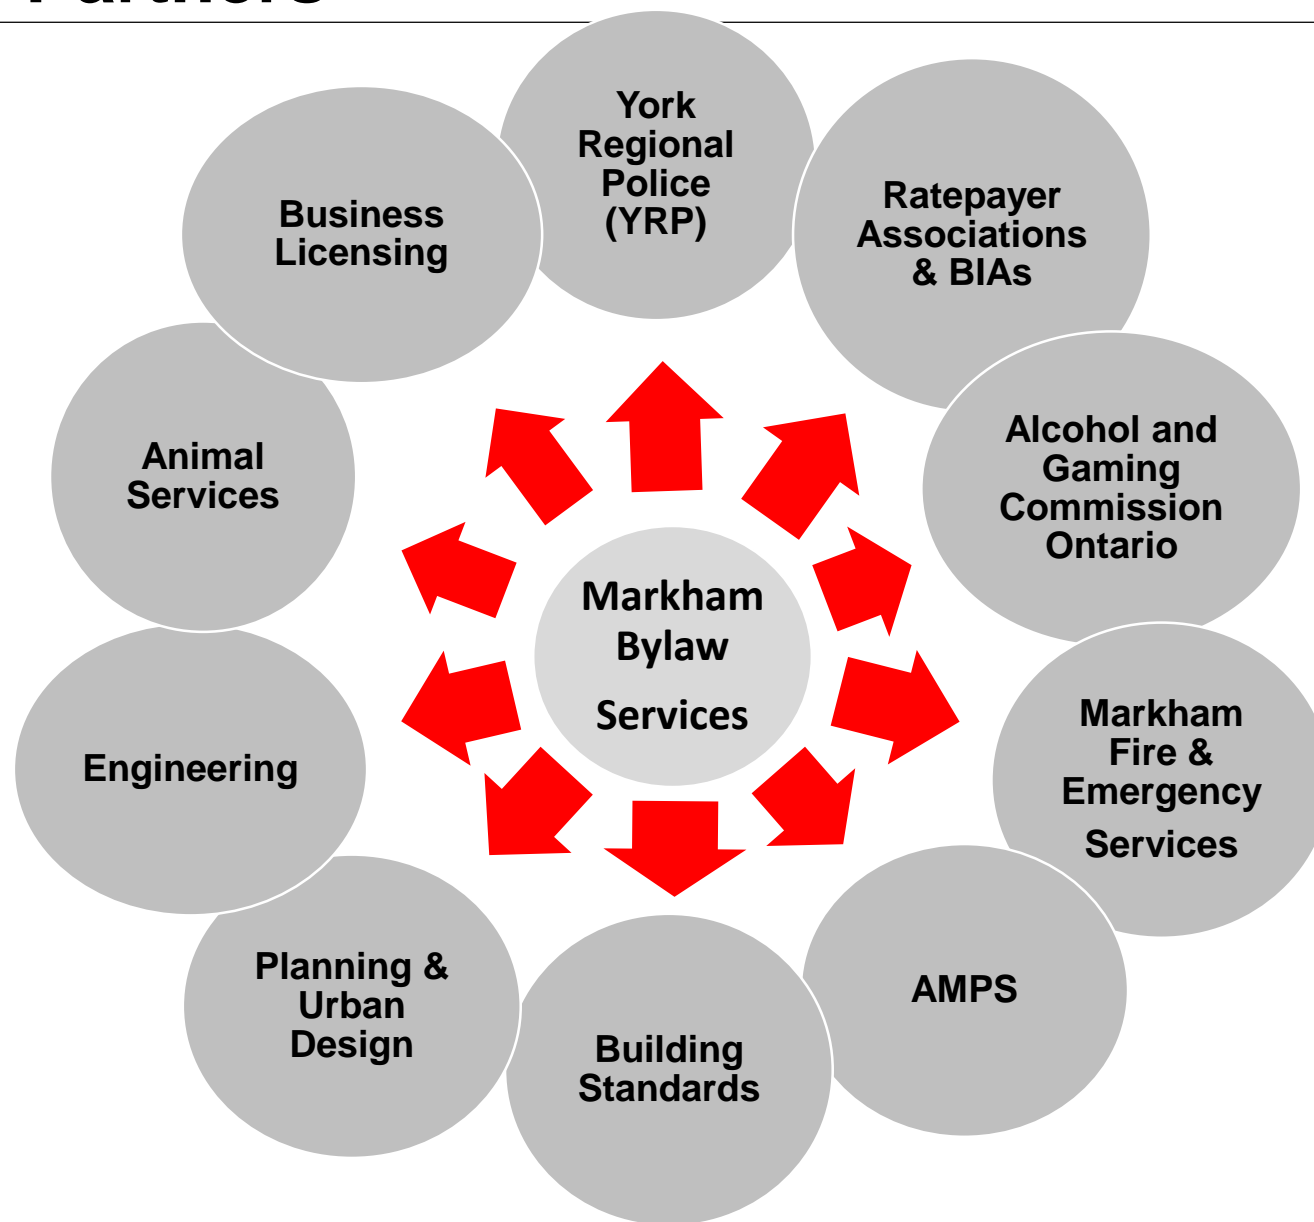 Partners
York
Regional
Police
(YRP)
Ratepayer
Associations
& BIAs
Business
Licensing
Alcohol and
Gaming
Commission
Ontario
Animal
Services
Markham
Bylaw
Services
Markham
Fire &
Emergency
Services
Engineering
AMPS
Planning &
Urban
Design
Building
Standards